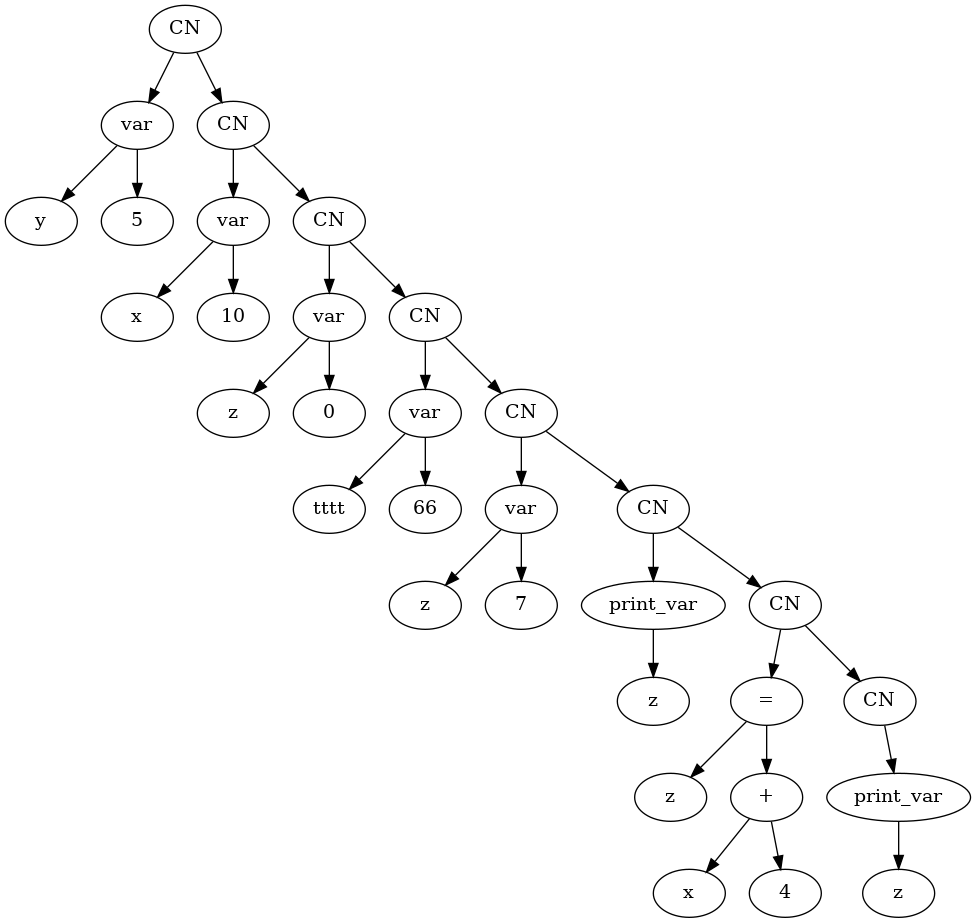 CN
var CN
y 5 var CN
x 10 var CN
z 0 var CN
tttt 66 var CN
z 7 print_var CN
z = CN
z + print_var
x 4 z